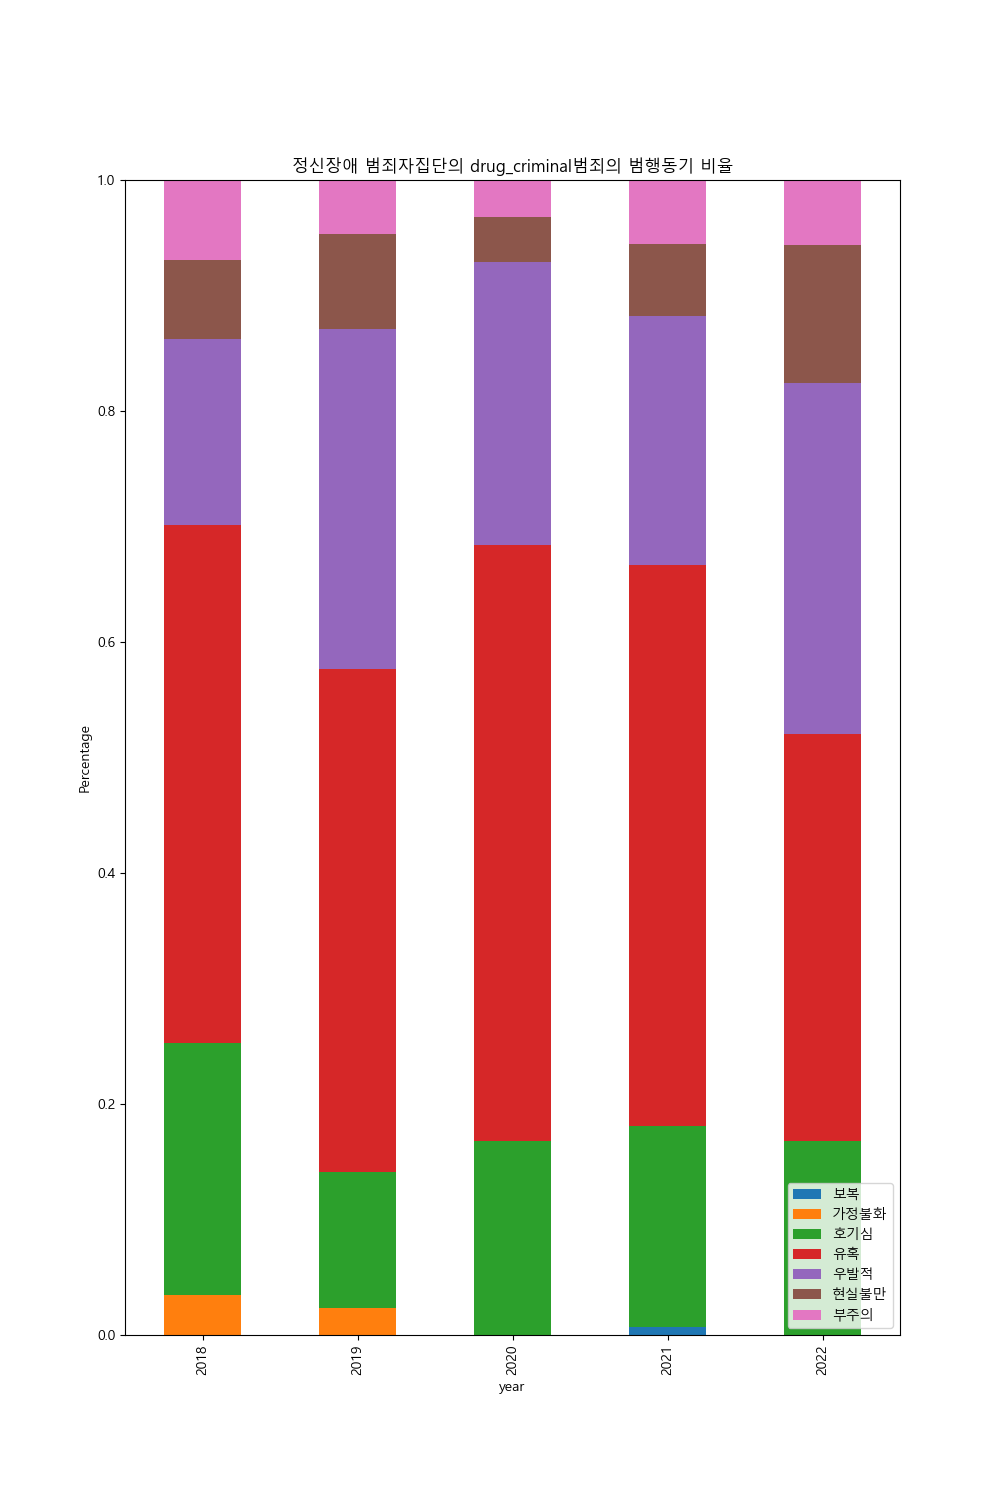 정신장애 범죄자집단의 drug_criminal범죄의 범행동기 비율
1.0
0.8
0.6
0.4
0.2
0.0
Percentage
2018
2019
2020
2021
2022
year
보복
가정불화
호기심
유혹
우발적
현실불만
부주의